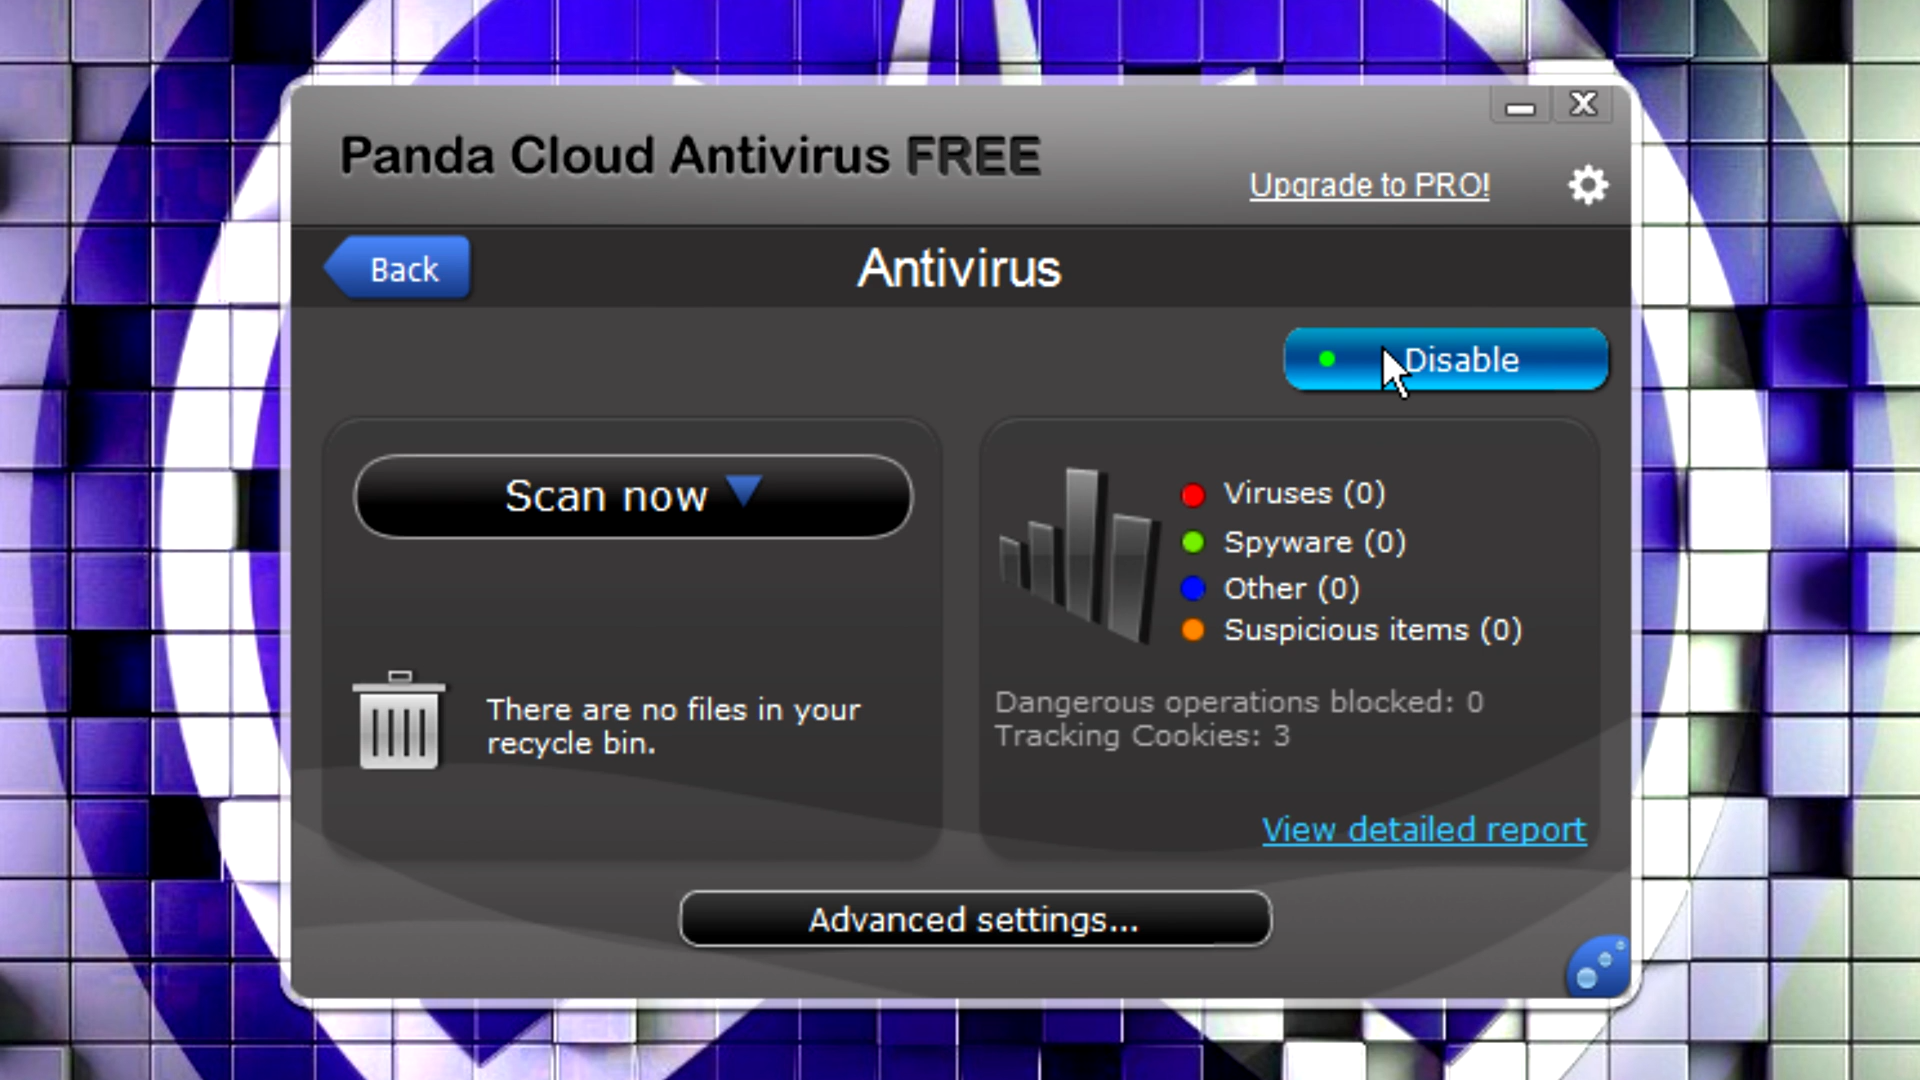 Panda Cloud Antivirus FREE
Upgrade to PRO!
Back
Antivirus
Disable
Scan now
Viruses (0)
Spyware (0)
Other (0)
Suspicious items (0)
There are no files in your
recycle bin.
Dangerous operations blocked: 0
Tracking Cookies: 3
View detailed report
Advanced settings...